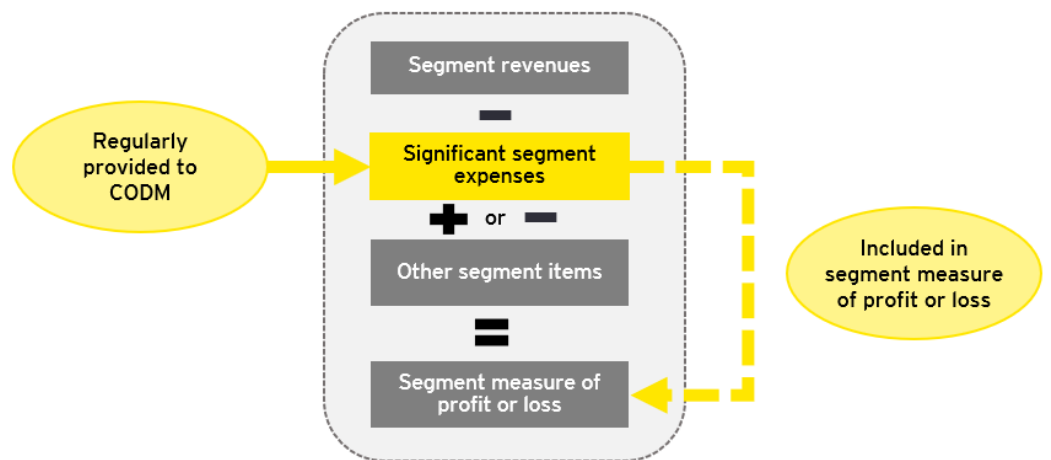 Segment revenues
Regularly
provided to
CODM
Significant segment
expenses
or
Other segment items
Included in
segment measure
of profit or loss
Segment measure of
profit or loss